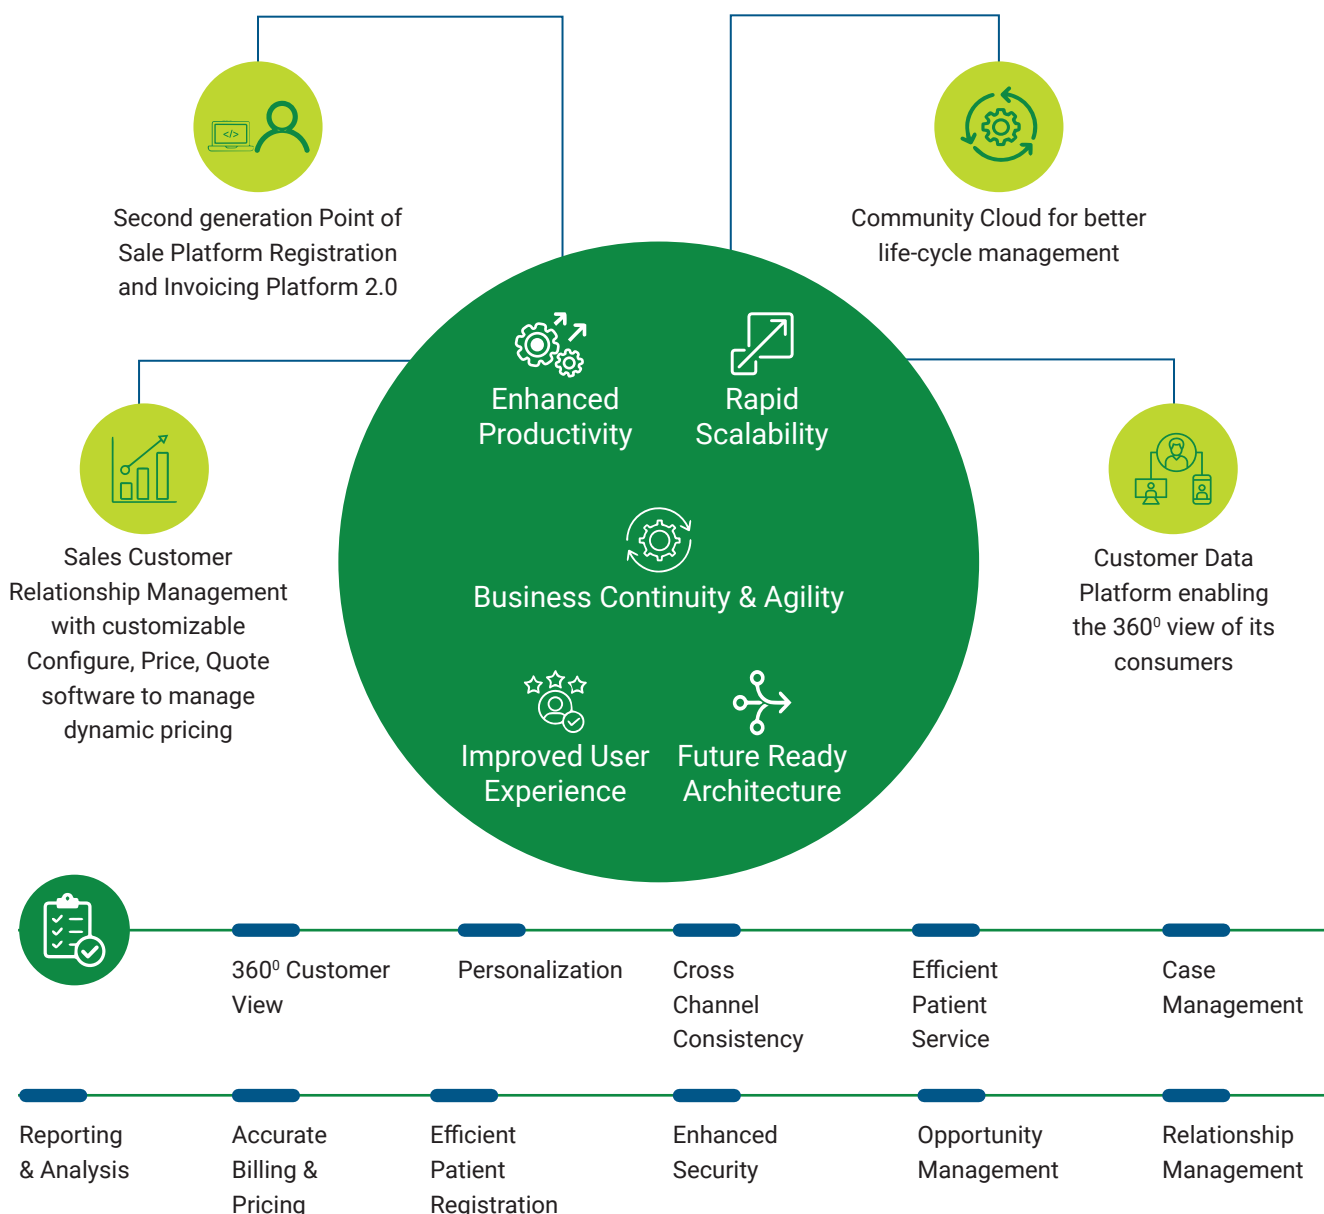 </>
Second generation Point of
Sale Platform Registration
and Invoicing Platform 2.0
Community Cloud for better
life-cycle management
Enhanced
Productivity
Rapid
Scalability
Business Continuity & Agility
Improved User
Experience
Future Ready
Architecture
Sales Customer
Relationship Management
with customizable
Configure, Price, Quote
software to manage
dynamic pricing
Customer Data
Platform enabling
the 360⁰ view of its
consumers
360⁰ Customer
View
Personalization
Cross
Channel
Consistency
Efficient
Patient
Service
Case
Management
Reporting
& Analysis
Accurate
Billing &
Pricing
Efficient
Patient
Registration
Enhanced
Security
Opportunity
Management
Relationship
Management